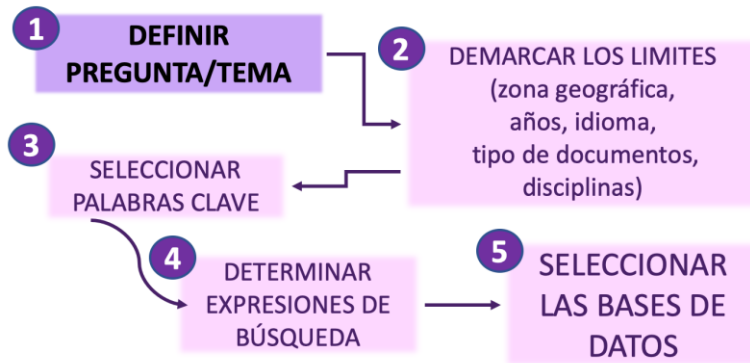 1
DEFINIR
PREGUNTA/TEMA
2
DEMARCAR LOS LIMITES
(zona geográfica,
años, idioma,
tipo de documentos,
disciplinas)
3
SELECCIONAR
PALABRAS CLAVE
4
DETERMINAR
EXPRESIONES DE
BÚSQUEDA
5
SELECCIONAR
LAS BASES DE
DATOS